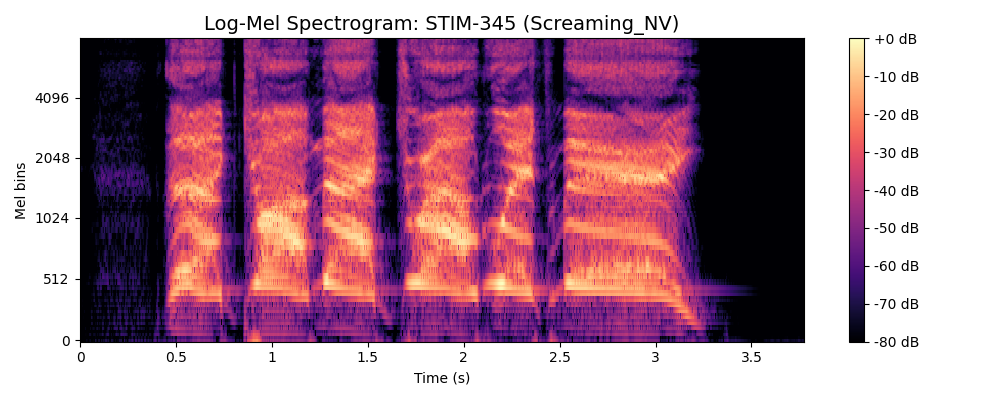 Log-Mel Spectrogram: STIM-345 (Screaming_NV)
Mel bins
4096
2048
1024
512
0
0 0.5 1 1.5 2 2.5 3 3.5
Time (s)
+0 dB
-10 dB
-20 dB
-30 dB
-40 dB
-50 dB
-60 dB
-70 dB
-80 dB